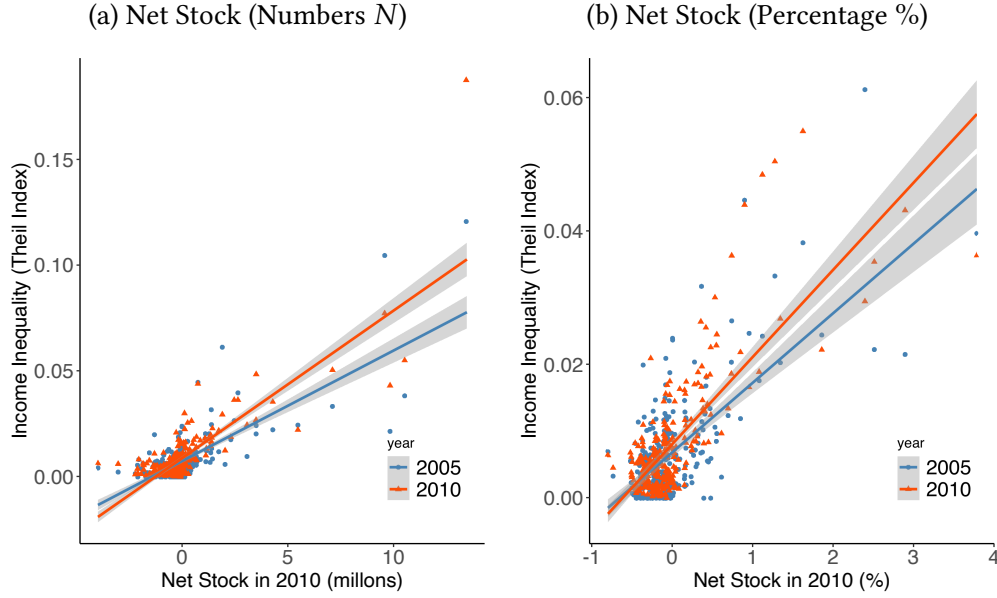 (a) Net Stock (Numbers N)
0.15
0.10
0.05
0.00
0
5
10
Income Inequality (Theil Index)
Net Stock in 2010 (millons)
year
2005
2010
(b) Net Stock (Percentage %)
0.06
0.04
0.02
0.00
-1
0
1
2
3
4
Income Inequality (Theil Index)
Net Stock in 2010 (%)
year
2005
2010